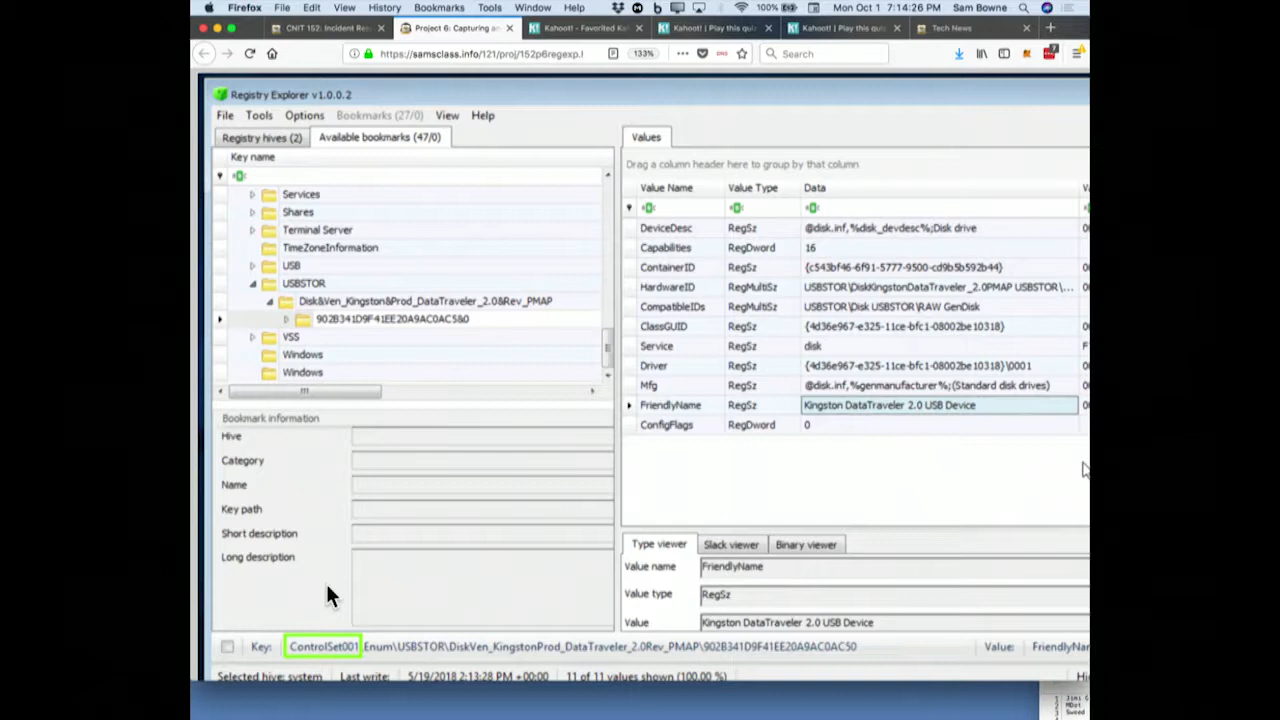 Firefox File Edit View History Bookmarks Tools Window Help 100% Mon Oct 1 7:14:26 PM Sam Bowne
CNIT 152: Incident Res Project 6: Capturing an Kahoot! - Favorited Kah Kahoot! | Play this qui Kahoot! | Play this qui Tech News
https://samsclass.info/121/proj/152p6regexp.l 133% Search
Registry Explorer v1.0.0.2
File Tools Options Bookmarks (27/0) View Help
Registry hives (2) Available bookmarks (47/0)
Key name
Services
Shares
Terminal Server
TimeZoneInformation
USB
USBSTOR
Disk&Ven_Kingston&Prod_DataTraveler_2.0&Rev_PMAP
902B341D9F41EE20A9AC0AC5&0
VSS
Windows
Windows
Bookmark information
Hive
Category
Name
Key path
Short description
Long description
Values
Drag a column header here to group by that column
Value Name Value Type Data
DeviceDesc RegSz @disk.inf,%disk_devdesc%;Disk drive
Capabilities RegDword 16
ContainerID RegSz {c543bf46-6f91-5777-9500-cd9b5b592b44}
HardwareID RegMultiSz USBSTOR\DiskKingstonDataTraveler_2.0PMAP USBSTOR\...
CompatibleIDs RegMultiSz USBSTOR\Disk USBSTOR\RAW GenDisk
ClassGUID RegSz {4d36e967-e325-11ce-bfc1-08002be10318}
Service RegSz disk
Driver RegSz {4d36e967-e325-11ce-bfc1-08002be10318}\0001
Mfg RegSz @disk.inf,%genmanufacturer%;(Standard disk drives)
FriendlyName RegSz Kingston DataTraveler 2.0 USB Device
ConfigFlags RegDword 0
Type viewer Slack viewer Binary viewer
Value name FriendlyName
Value type RegSz
Value Kingston DataTraveler 2.0 USB Device
Key: ControlSet001 Enum\USBSTOR\DiskVen_KingstonProd_DataTraveler_2.0Rev_PMAP\902B341D9F41EE20A9AC0AC50 Value: FriendlyNar
Selected hive: system Last write: 5/19/2018 2:13:28 PM +00:00 11 of 11 values shown (100.00 %)